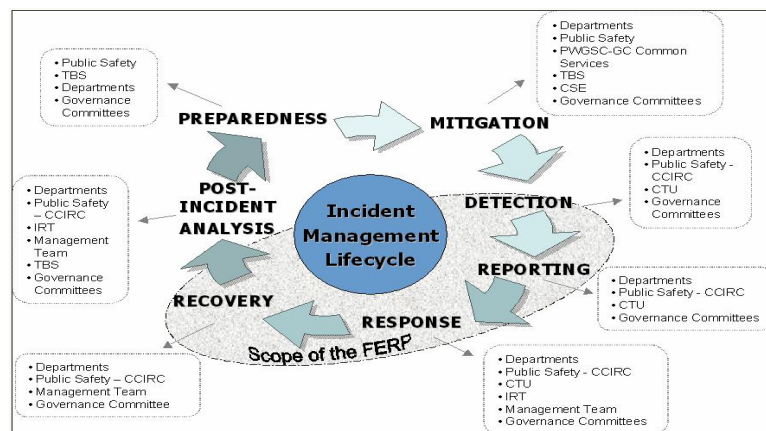 • Public Safety
• TBS
• Departments
• Governance
Committees
PREPAREDNESS
• Departments
• Public Safety
• PWGSC-GC Common
Services
• TBS
• CSE
• Governance Committees
MITIGATION
• Departments
• Public Safety -
CCIRC
• CTU
• Governance
Committees
DETECTION
• Departments
• Public Safety - CCIRC
• CTU
• Governance Committees
REPORTING
• Departments
• Public Safety - CCIRC
• CTU
• IRT
• Management Team
• Governance Committees
RESPONSE
• Departments
• Public Safety – CCIRC
• Management Team
• Governance Committee
RECOVERY
• Departments
• Public Safety
– CCIRC
• IRT
• Management
Team
• TBS
• Governance
Committees
POST-
INCIDENT
ANALYSIS
Incident
Management
Lifecycle
Scope of the FERP